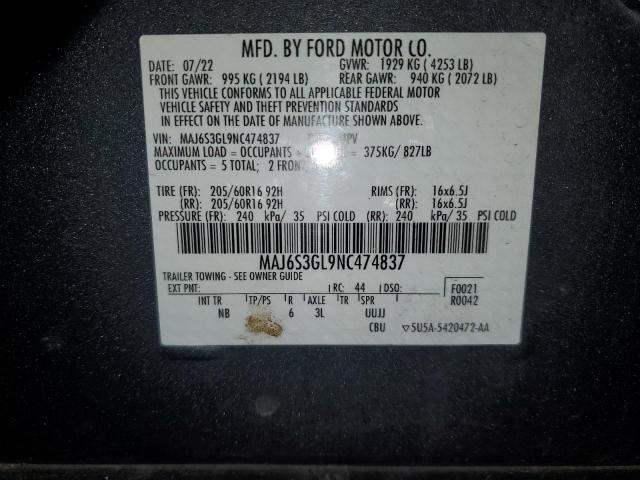 MFD. BY FORD MOTOR CO.
DATE: 07/22 GVWR: 1929 KG ( 4253 LB)
FRONT GAWR: 995 KG ( 2194 LB) REAR GAWR: 940 KG ( 2072 LB)
THIS VEHICLE CONFORMS TO ALL APPLICABLE FEDERAL MOTOR
VEHICLE SAFETY AND THEFT PREVENTION STANDARDS
IN EFFECT ON THE DATE OF MANUFACTURE SHOWN ABOVE.
VIN: MAJ6S3GL9NC474837 MPV
MAXIMUM LOAD = OCCUPANTS = 375KG/ 827LB
OCCUPANTS = 5 TOTAL; 2 FRONT
TIRE (FR): 205/60R16 92H RIMS (FR): 16x6.5J
(RR): 205/60R16 92H (RR): 16x6.5J
PRESSURE (FR): 240 kPa/ 35 PSI COLD (RR): 240 kPa/ 35 PSI COLD
MAJ6S3GL9NC474837
TRAILER TOWING - SEE OWNER GUIDE
EXT PNT: RC: 44 DSO: F0021
INT TR TP/PS R AXLE TR SPR R0042
NB 6 3L UUJJ
CBU ▽5U5A-5420472-AA